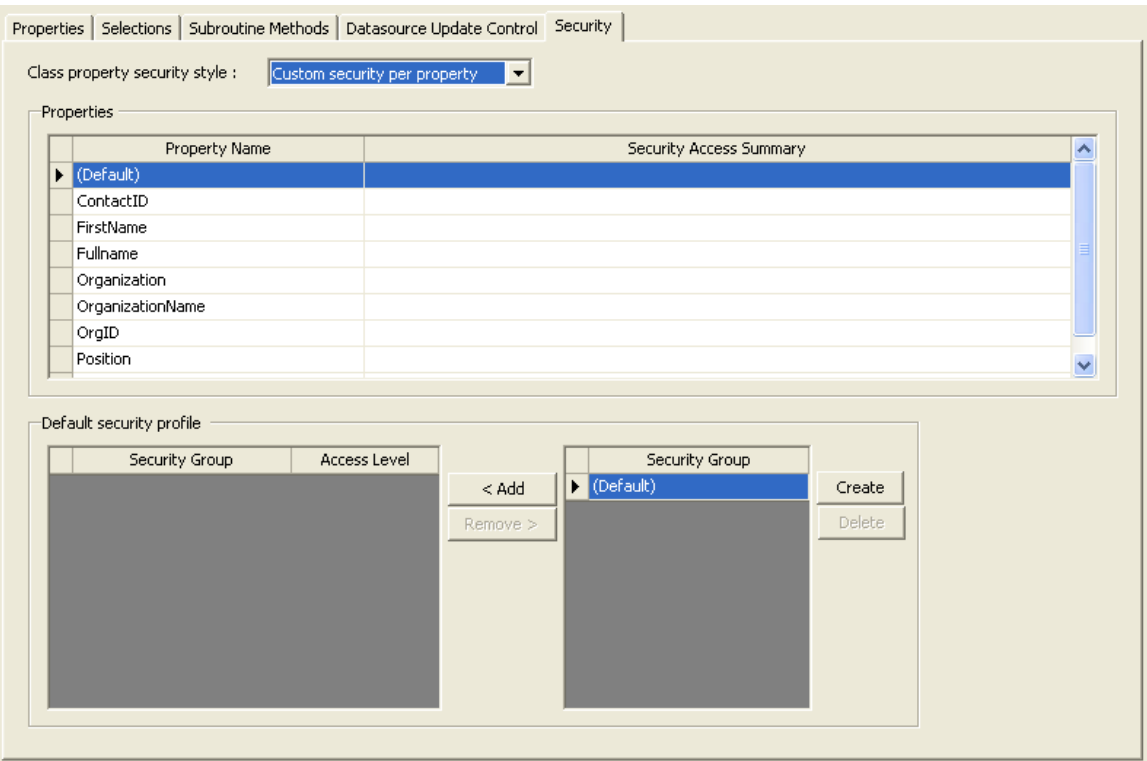 Properties Selections Subroutine Methods Datasource Update Control Security
Class property security style : Custom security per property
Properties
Property Name Security Access Summary
(Default)
ContactID
FirstName
Fullname
Organization
OrganizationName
OrgID
Position
Default security profile
Security Group Access Level Security Group
< Add (Default) Create
Remove > Delete